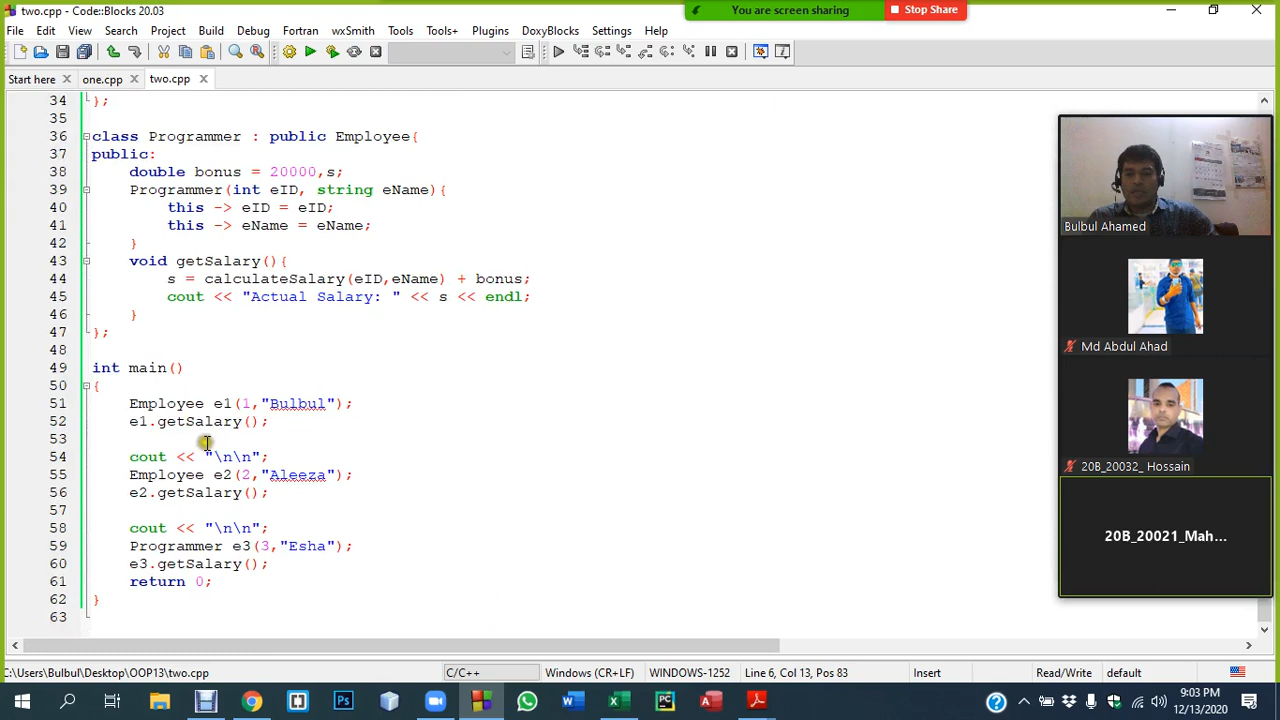 two.cpp - Code::Blocks 20.03
You are screen sharing
Stop Share
File Edit View Search Project Build Debug Fortran wxSmith Tools Tools+ Plugins DoxyBlocks Settings Help
Start here one.cpp two.cpp
34 };
35
36 class Programmer : public Employee{
37 public:
38 double bonus = 20000,s;
39 Programmer(int eID, string eName){
40 this -> eID = eID;
41 this -> eName = eName;
42 }
43 void getSalary(){
44 s = calculateSalary(eID,eName) + bonus;
45 cout << "Actual Salary: " << s << endl;
46 }
47 };
48
49 int main()
50 {
51 Employee e1(1,"Bulbul");
52 e1.getSalary();
53
54 cout << "\n\n";
55 Employee e2(2,"Aleeza");
56 e2.getSalary();
57
58 cout << "\n\n";
59 Programmer e3(3,"Esha");
60 e3.getSalary();
61 return 0;
62 }
63
Bulbul Ahamed
Md Abdul Ahad
20B_20032_ Hossain
20B_20021_Mah...
C:\Users\Bulbul\Desktop\OOP13\two.cpp C/C++ Windows (CR+LF) WINDOWS-1252 Line 6, Col 13, Pos 83 Insert Read/Write default
9:03 PM
12/13/2020